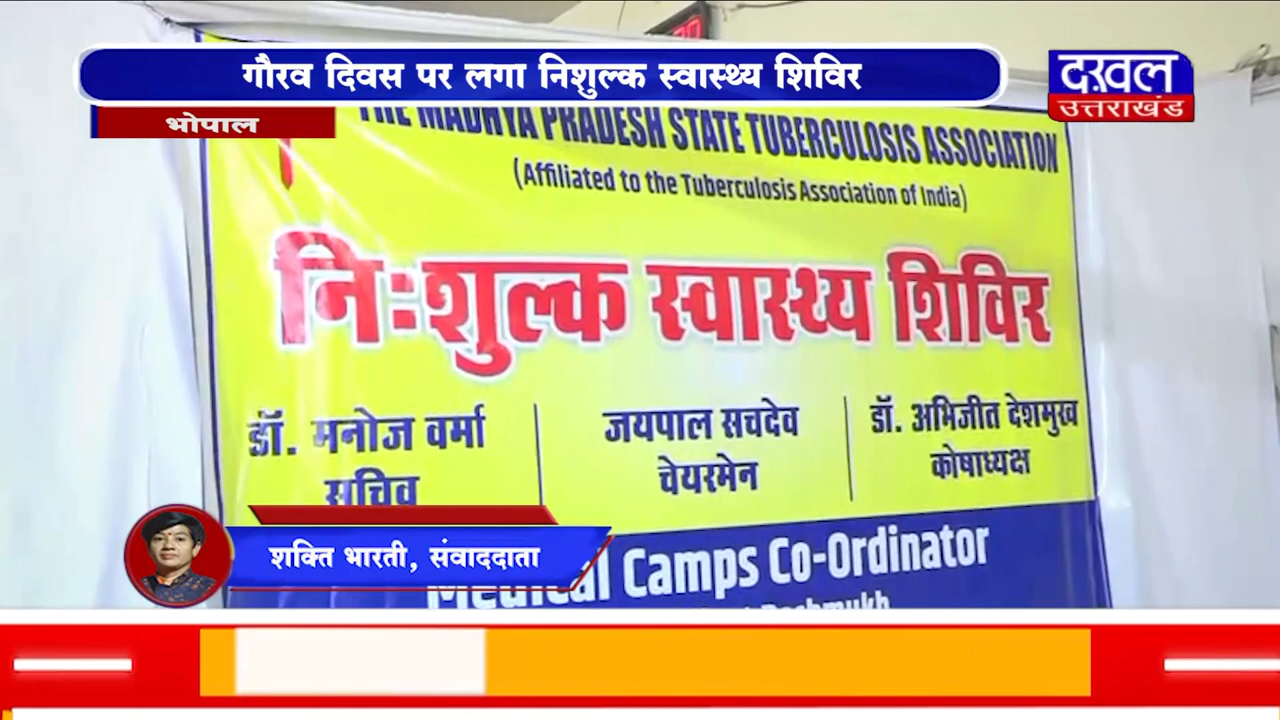 गौरव दिवस पर लगा निशुल्क स्वास्थ्य शिविर
दख़ल
उत्तराखंड
भोपाल
THE MADHYA PRADESH STATE TUBERCULOSIS ASSOCIATION
(Affiliated to the Tuberculosis Association of India)
निःशुल्क स्वास्थ्य शिविर
डॉ. मनोज वर्मा
सचिव
जयपाल सचदेव
चेयरमेन
डॉ. अभिजीत देशमुख
कोषाध्यक्ष
शक्ति भारती, संवाददाता
Medical Camps Co-Ordinator